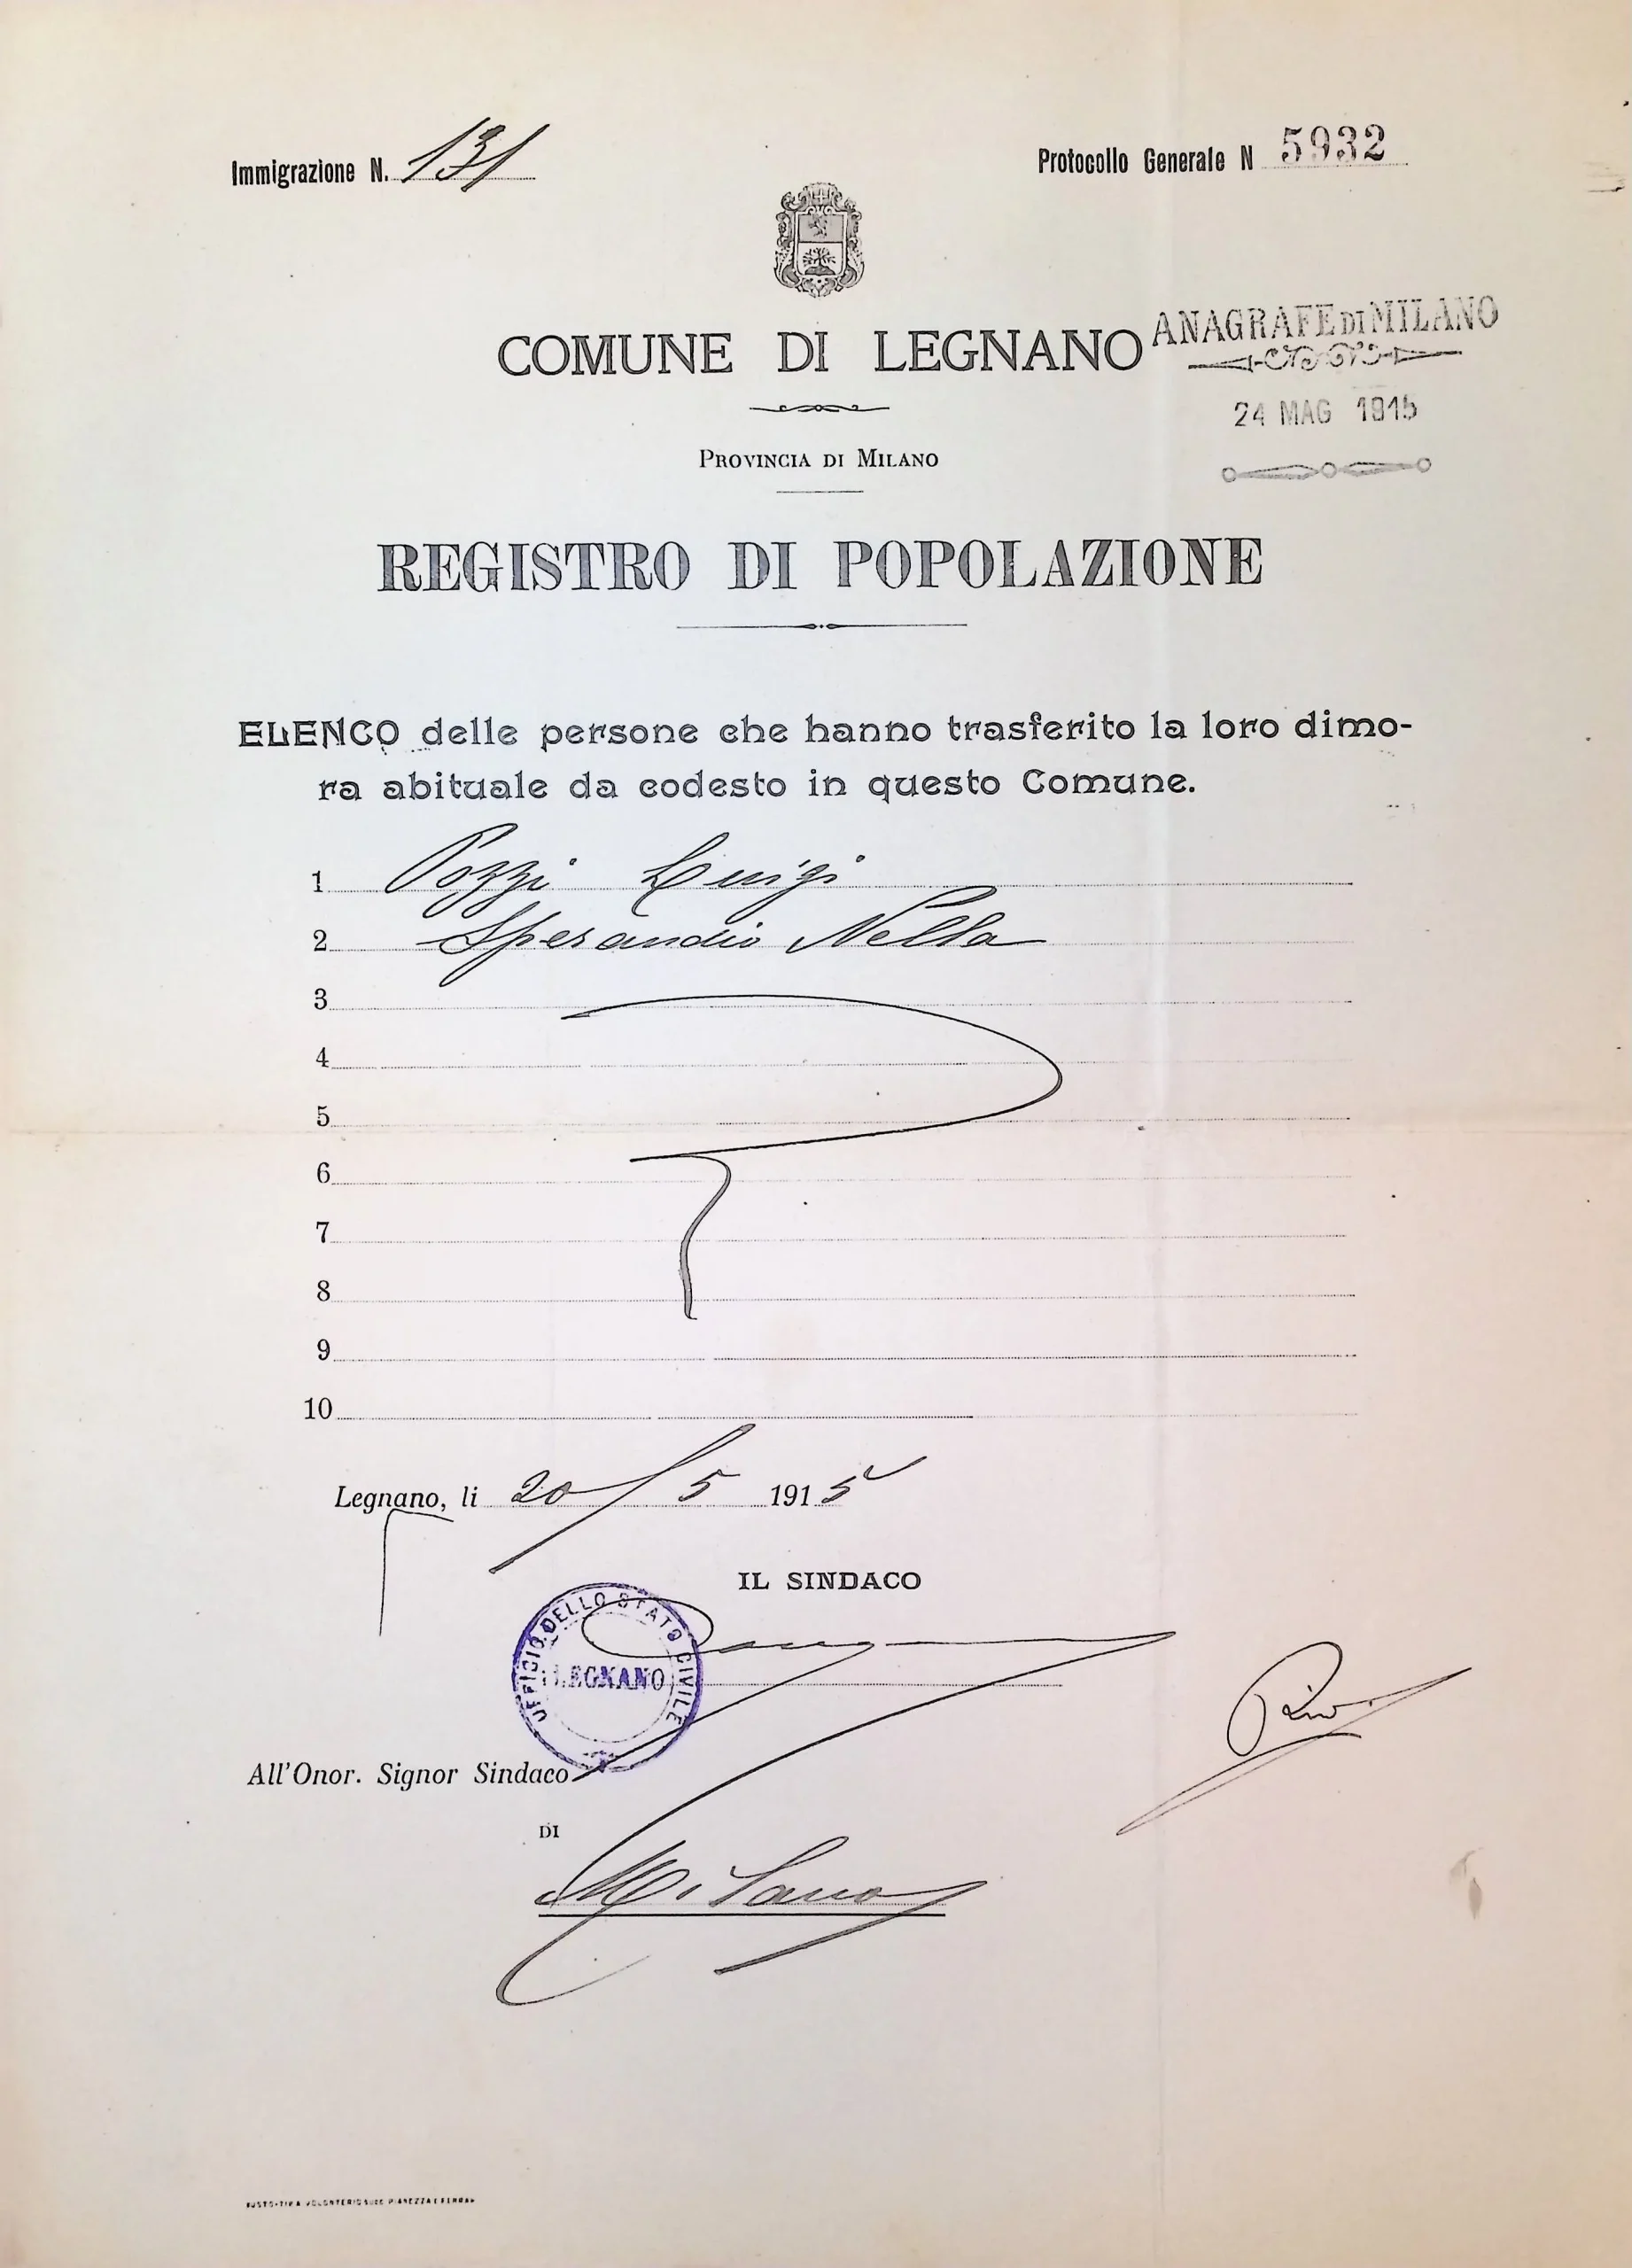 Immigrazione N. 131
Protocollo Generale N 5932
COMUNE DI LEGNANO
ANAGRAFE DI MILANO
24 MAG 1915
PROVINCIA DI MILANO
REGISTRO DI POPOLAZIONE
ELENCO delle persone che hanno trasferito la loro dimo-
ra abituale da codesto in questo Comune.
1 Pozzi Luigi
2 Sperandio Nella
3
4
5
6
7
8
9
10
Legnano, li 20/5 1915
IL SINDACO
UFFICIO DELLO STATO CIVILE
LEGNANO
All'Onor. Signor Sindaco
DI
Milano